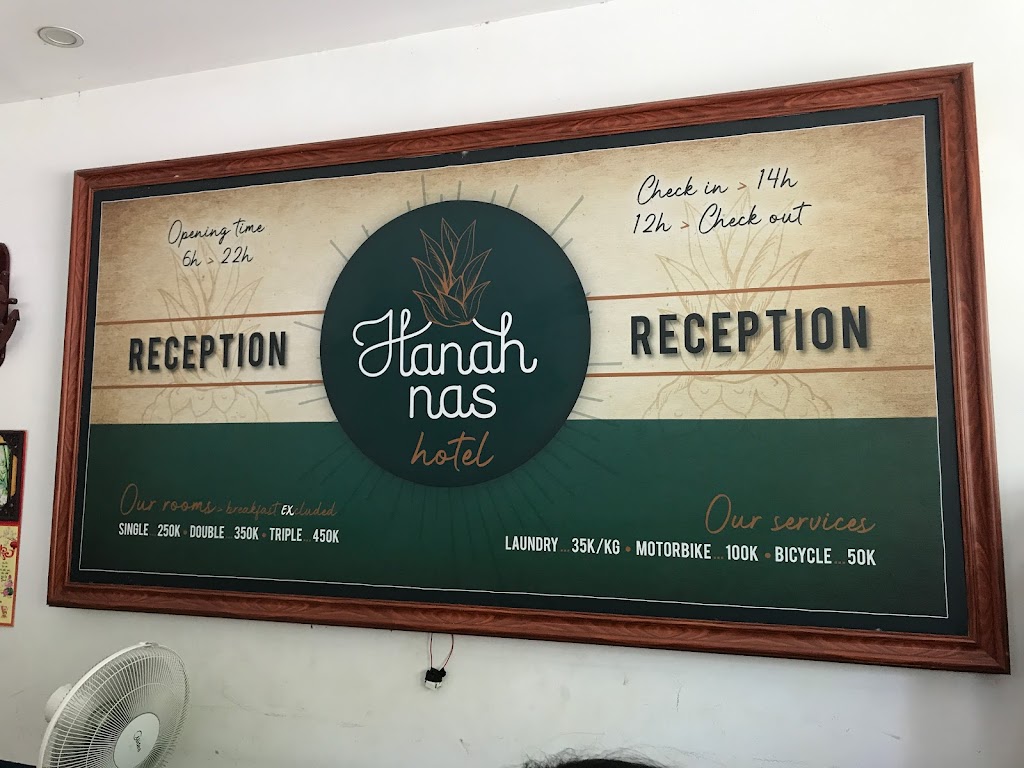 Opening time
6h > 22h
RECEPTION
Hanah
nas
hotel
Check in > 14h
12h > Check out
RECEPTION
Our rooms - breakfast EXcluded
SINGLE...250K • DOUBLE...350K • TRIPLE...450K
Our services
LAUNDRY...35K/KG • MOTORBIKE...100K • BICYCLE...50K